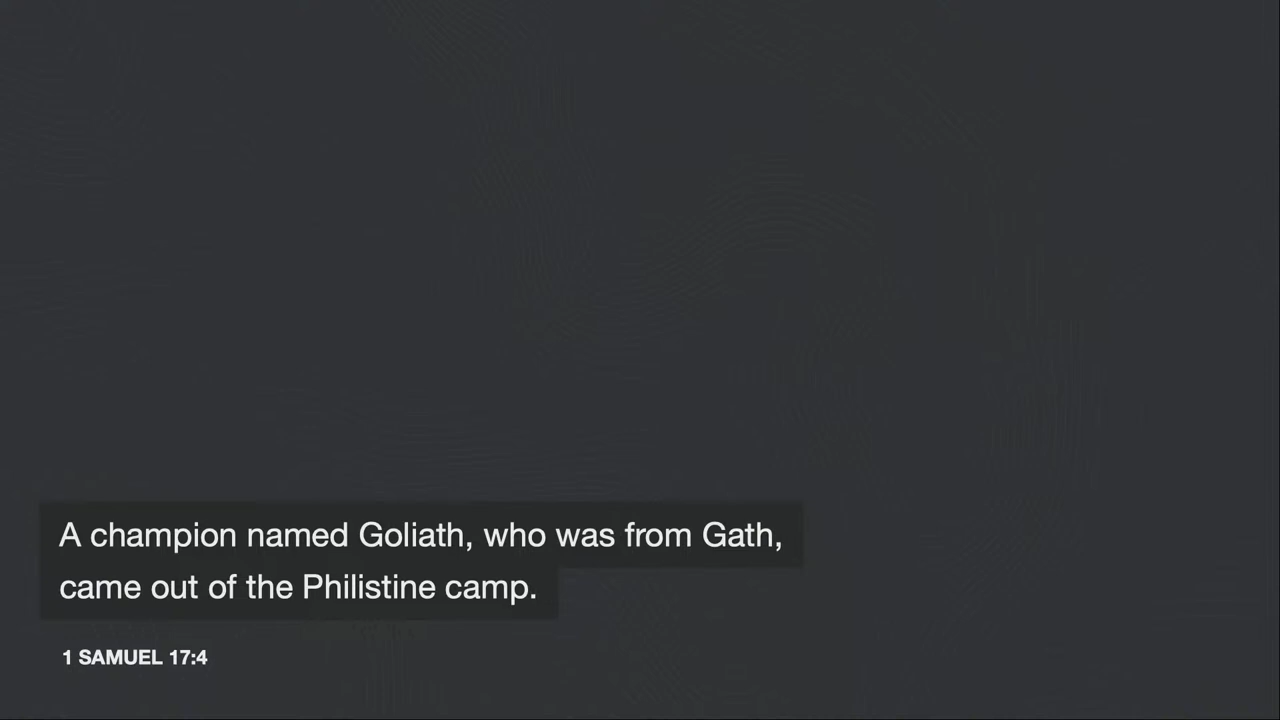 A champion named Goliath, who was from Gath,
came out of the Philistine camp.
1 SAMUEL 17:4